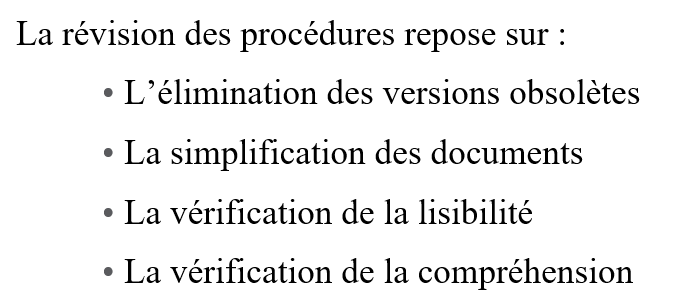 La révision des procédures repose sur :
• L’élimination des versions obsolètes
• La simplification des documents
• La vérification de la lisibilité
• La vérification de la compréhension